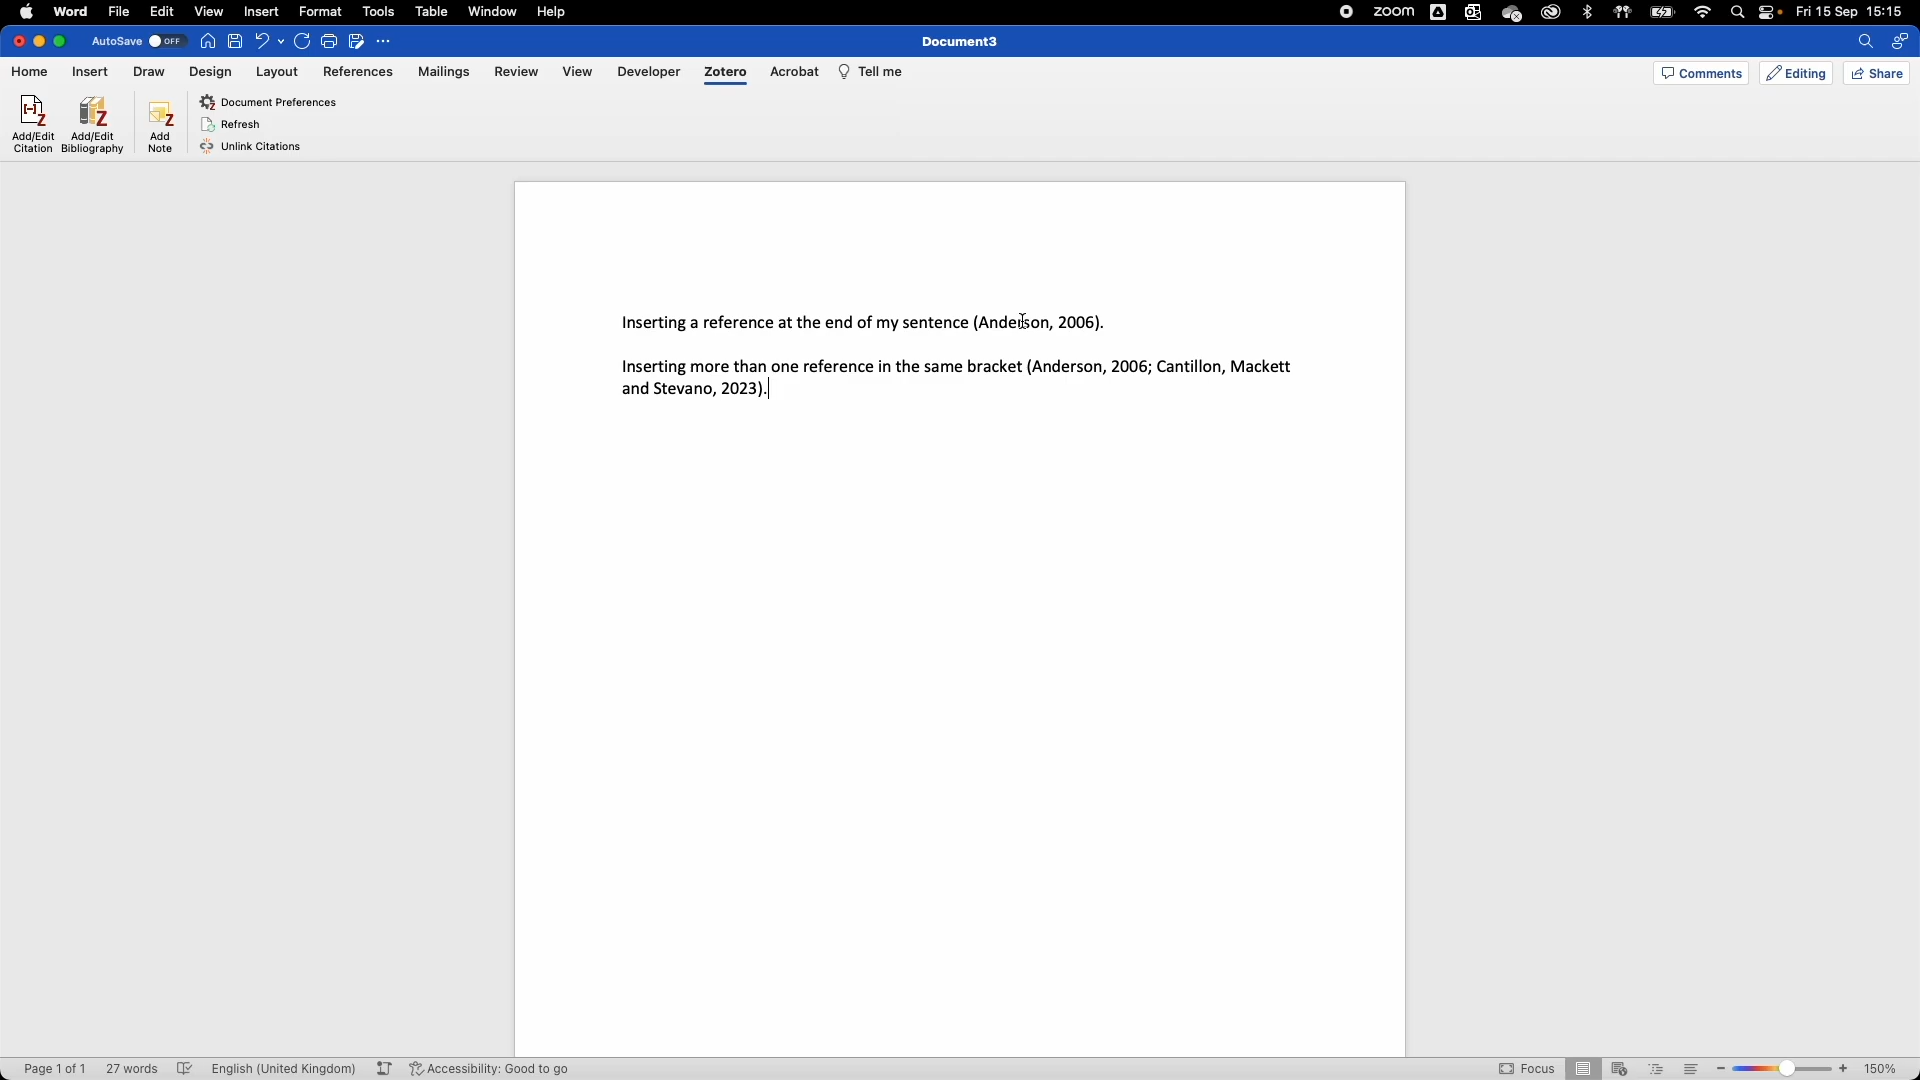 Word File Edit View Insert Format Tools Table Window Help zoom Fri 15 Sep 15:15
AutoSave OFF Document3
Home Insert Draw Design Layout References Mailings Review View Developer Zotero Acrobat Tell me Comments Editing Share
Add/Edit Citation
Add/Edit Bibliography
Add Note
Document Preferences
Refresh
Unlink Citations
Inserting a reference at the end of my sentence (Anderson, 2006).
Inserting more than one reference in the same bracket (Anderson, 2006; Cantillon, Mackett
and Stevano, 2023).
Page 1 of 1 27 words English (United Kingdom) Accessibility: Good to go Focus 150%